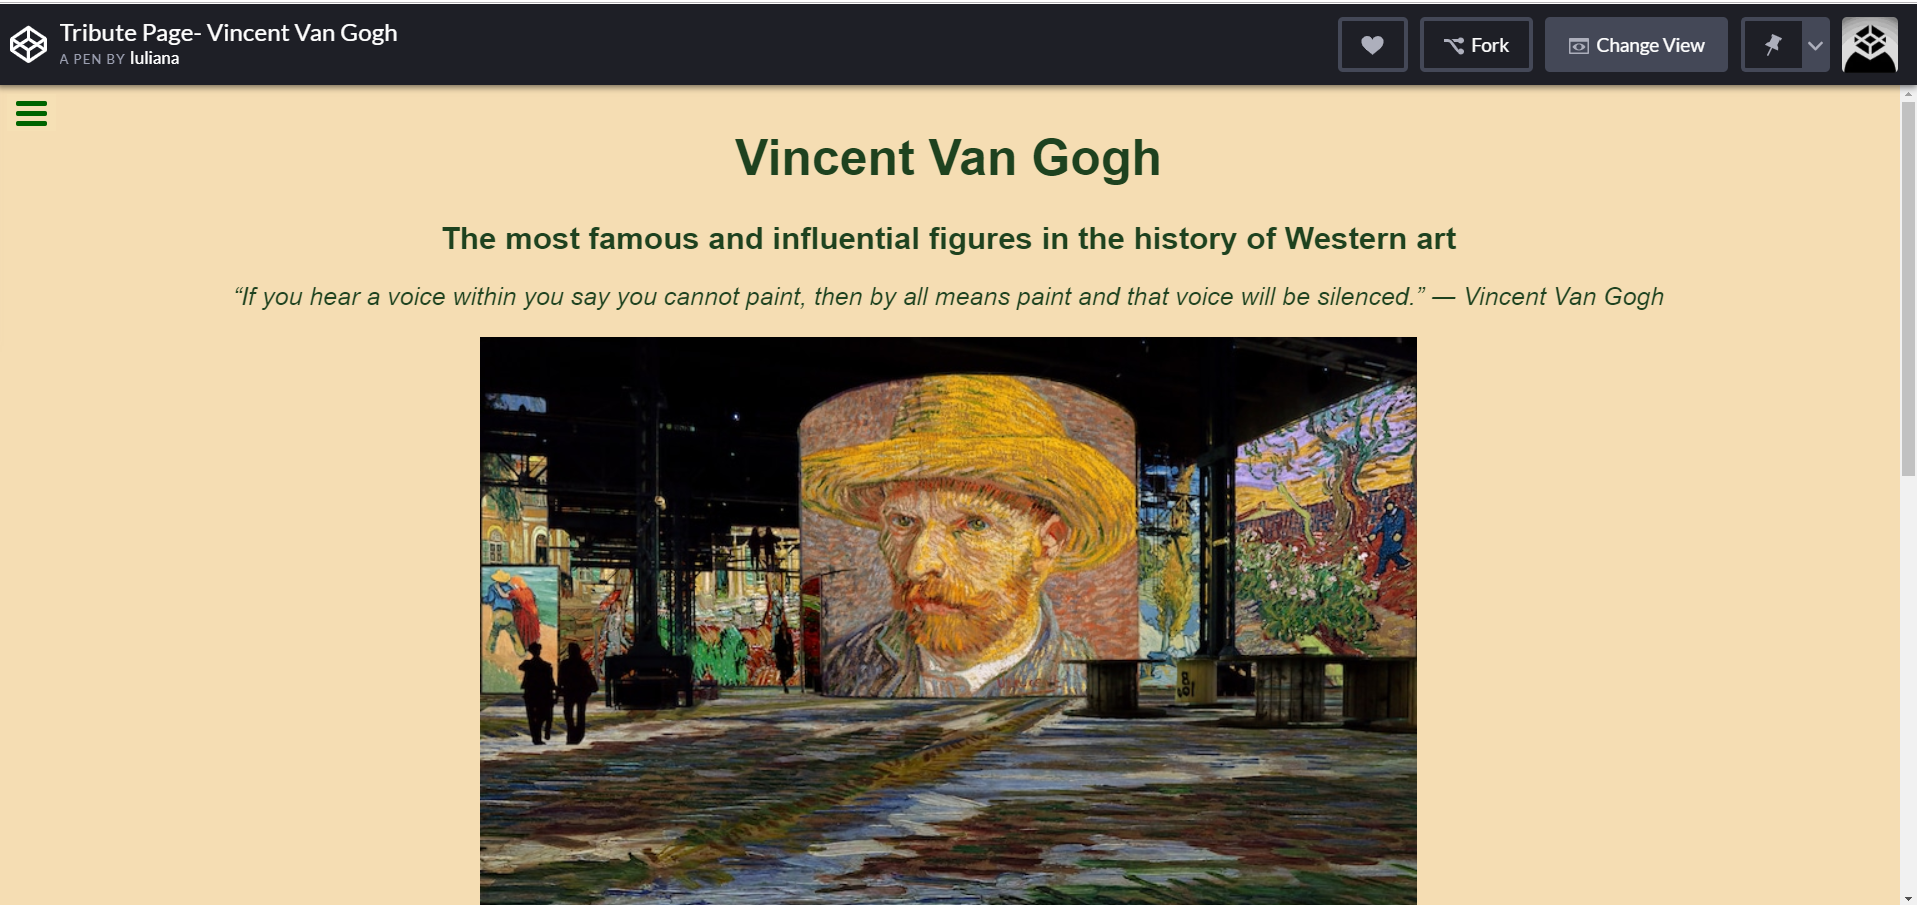 Tribute Page- Vincent Van Gogh
A PEN BY Iuliana
Fork
Change View
Vincent Van Gogh
The most famous and influential figures in the history of Western art
“If you hear a voice within you say you cannot paint, then by all means paint and that voice will be silenced.” — Vincent Van Gogh